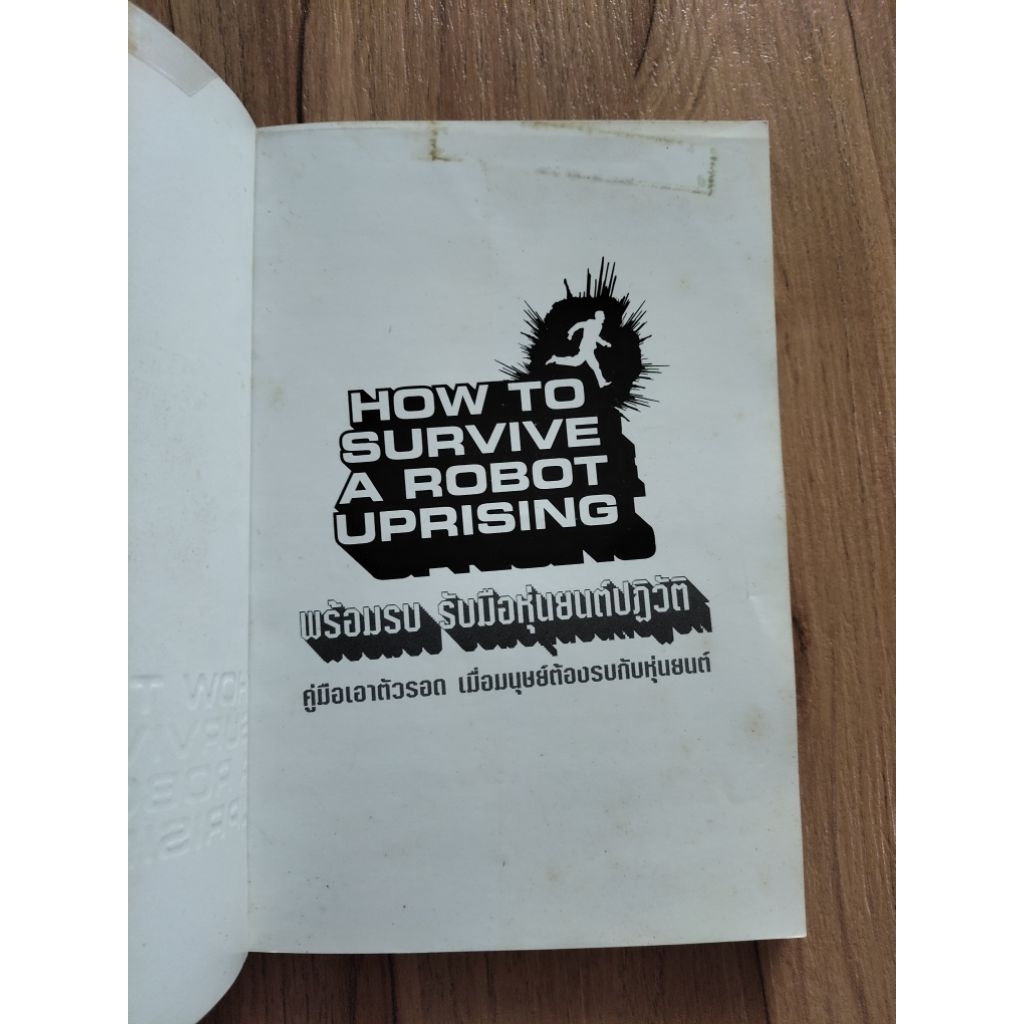 HOW TO
SURVIVE
A ROBOT
UPRISING
พร้อมรบ รับมือหุ่นยนต์ปฏิวัติ
คู่มือเอาตัวรอด เมื่อมนุษย์ต้องรบกับหุ่นยนต์